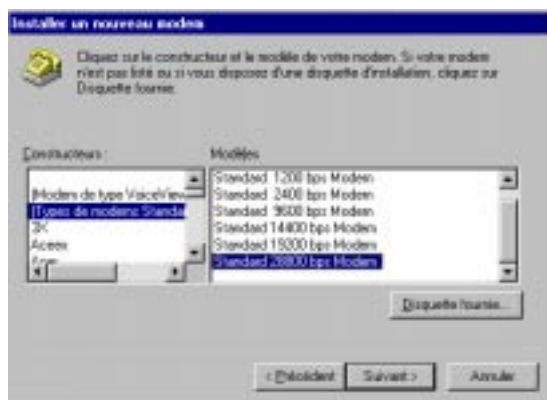 Installer un nouveau modem
Cliquez sur le constructeur et le modèle de votre modem. Si votre modem
n'est pas listé ou si vous disposez d'une disquette d'installation, cliquez sur
Disquette fournie.
Constructeurs :
Modèles
(Modem de type VoiceView
(Types de modems Standa
3X
Aceex
Standard 1200 bps Modem
Standard 2400 bps Modem
Standard 9600 bps Modem
Standard 14400 bps Modem
Standard 19200 bps Modem
Standard 28800 bps Modem
Disquette fournie...
< Précédent
Suivant >
Annuler